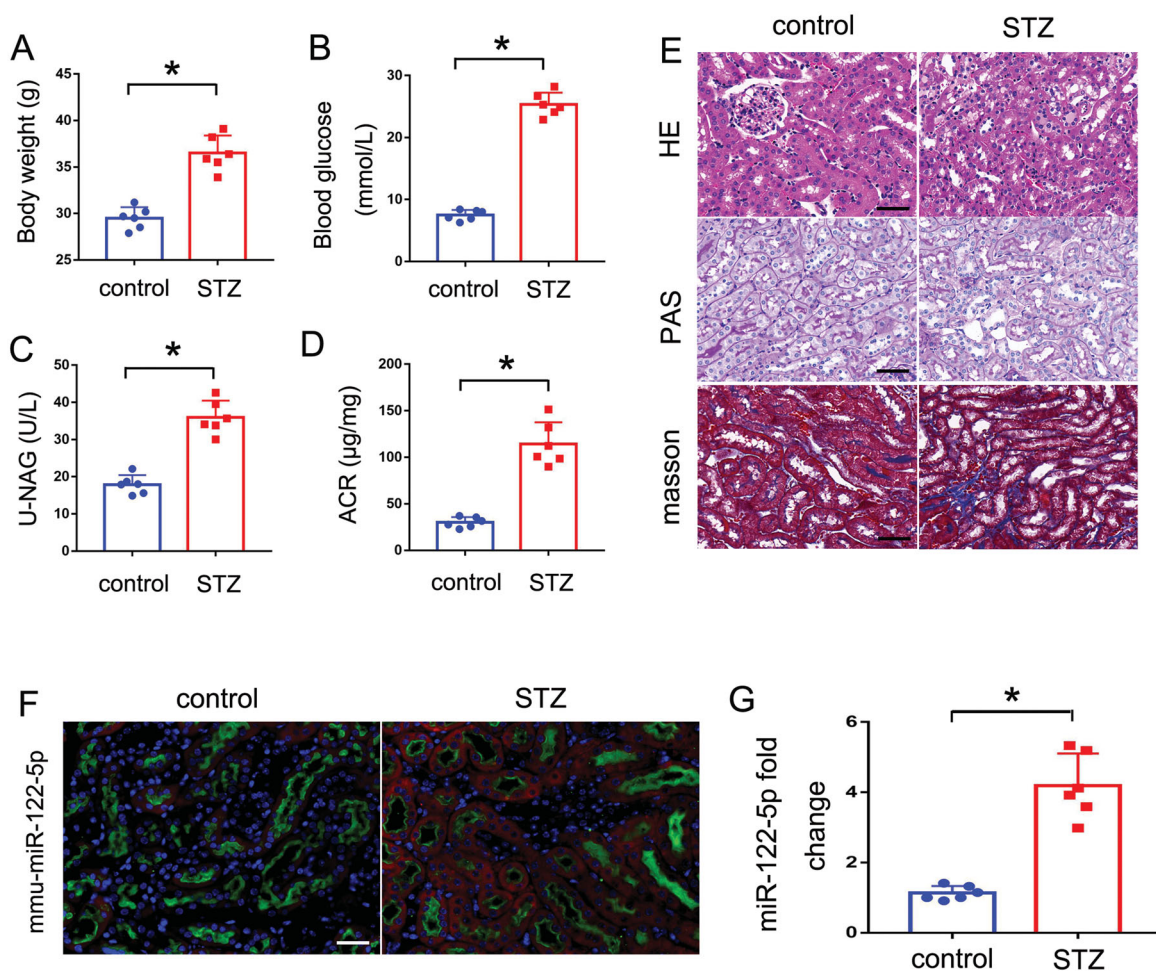 A
Body weight (g)
45
40
35
30
25
*
control
STZ
B
Blood glucose
(mmol/L)
30
20
10
0
*
control
STZ
C
U-NAG (U/L)
50
40
30
20
10
0
*
control
STZ
D
ACR (µg/mg)
200
150
100
50
0
*
control
STZ
E
control
STZ
HE
PAS
masson
F
control
STZ
mmu-miR-122-5p
G
miR-122-5p fold
change
6
4
2
0
*
control
STZ